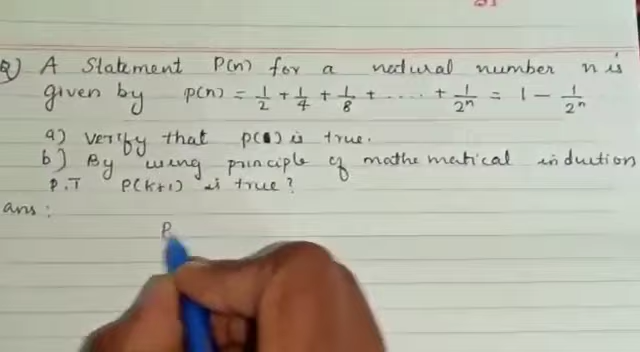 Q) A Statement P(n) for a natural number n is
given by p(n) = 1/2 + 1/4 + 1/8 + .... + 1/2ⁿ = 1 - 1/2ⁿ
a) Verify that p( ) is true.
b) By using principle of mathematical induction
P.T P(k+1) is true?
ans:
P